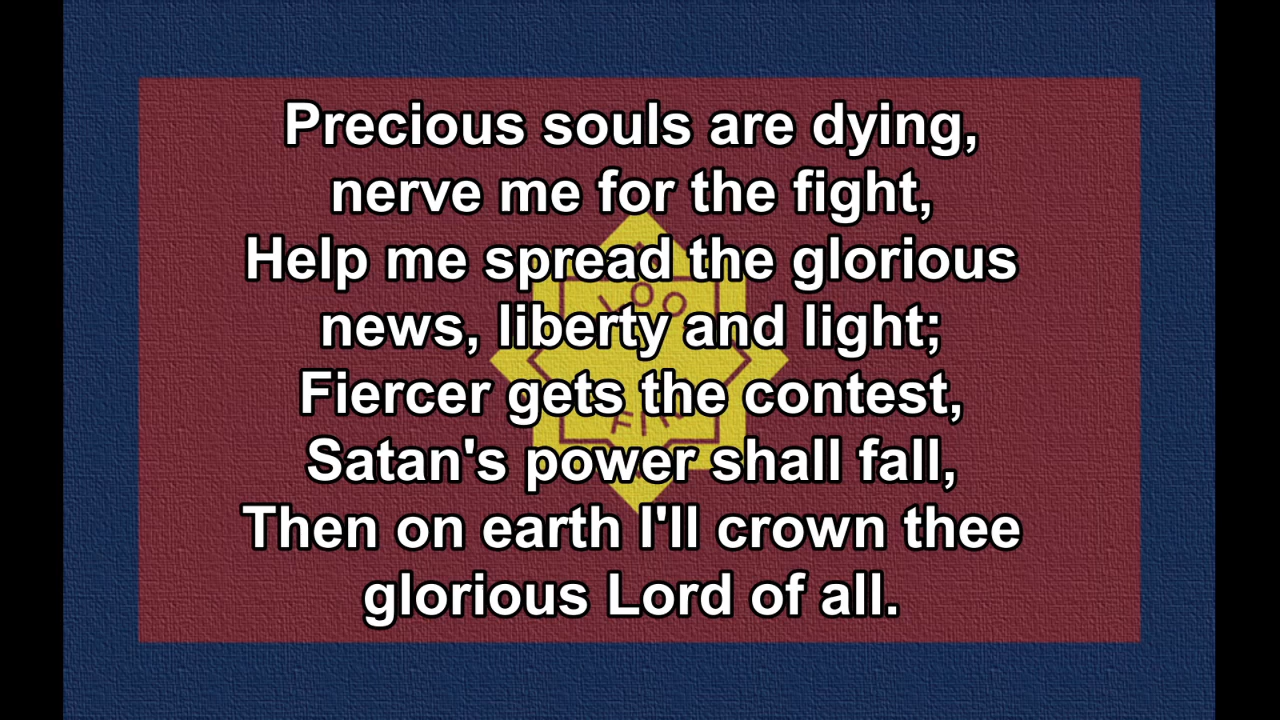 Precious souls are dying,
nerve me for the fight,
Help me spread the glorious
news, liberty and light;
Fiercer gets the contest,
Satan's power shall fall,
Then on earth I'll crown thee
glorious Lord of all.